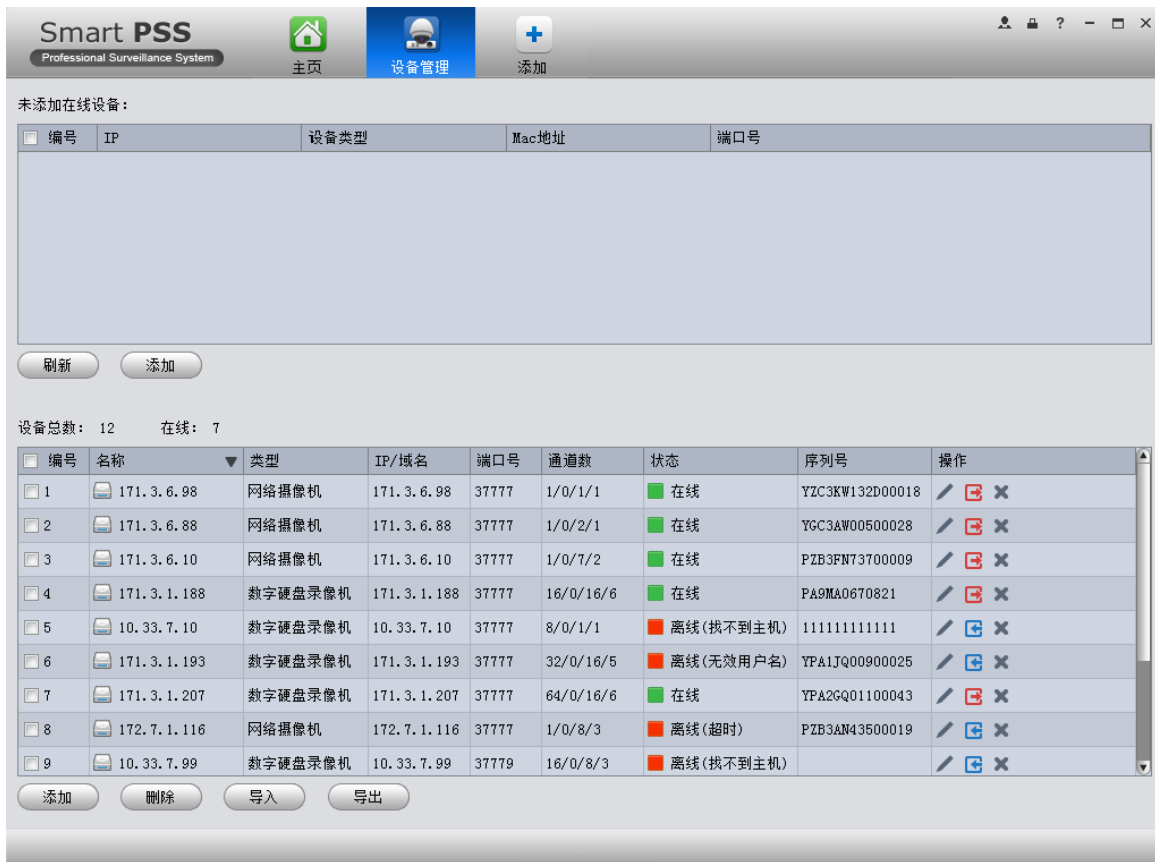 Smart PSS
Professional Surveillance System
主页 设备管理 添加
?
未添加在线设备:
编号 IP 设备类型 Mac地址 端口号
刷新 添加
设备总数: 12 在线: 7
编号 名称 类型 IP/域名 端口号 通道数 状态 序列号 操作
1 171.3.6.98 网络摄像机 171.3.6.98 37777 1/0/1/1 在线 YZC3KW132D00018
2 171.3.6.88 网络摄像机 171.3.6.88 37777 1/0/2/1 在线 YGC3AW00500028
3 171.3.6.10 网络摄像机 171.3.6.10 37777 1/0/7/2 在线 PZB3FN73700009
4 171.3.1.188 数字硬盘录像机 171.3.1.188 37777 16/0/16/6 在线 PA9MA0670821
5 10.33.7.10 数字硬盘录像机 10.33.7.10 37777 8/0/1/1 离线(找不到主机) 111111111111
6 171.3.1.193 数字硬盘录像机 171.3.1.193 37777 32/0/16/5 离线(无效用户名) YPA1JQ00900025
7 171.3.1.207 数字硬盘录像机 171.3.1.207 37777 64/0/16/6 在线 YPA2GQ01100043
8 172.7.1.116 网络摄像机 172.7.1.116 37777 1/0/8/3 离线(超时) PZB3AN43500019
9 10.33.7.99 数字硬盘录像机 10.33.7.99 37779 16/0/8/3 离线(找不到主机)
添加 删除 导入 导出